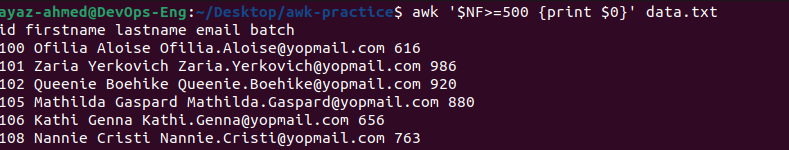 ayaz-ahmed@DevOps-Eng:~/Desktop/awk-practice$ awk '$NF>=500 {print $0}' data.txt
id firstname lastname email batch
100 Ofilia Aloise Ofilia.Aloise@yopmail.com 616
101 Zaria Yerkovich Zaria.Yerkovich@yopmail.com 986
102 Queenie Boehike Queenie.Boehike@yopmail.com 920
105 Mathilda Gaspard Mathilda.Gaspard@yopmail.com 880
106 Kathi Genna Kathi.Genna@yopmail.com 656
108 Nannie Cristi Nannie.Cristi@yopmail.com 763